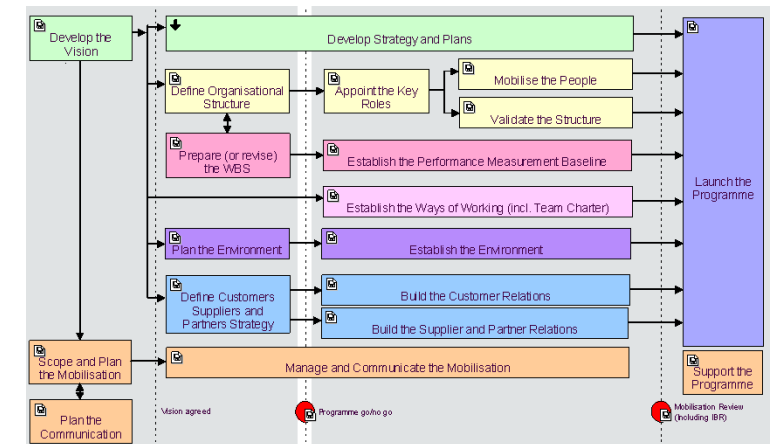 Develop the
Vision
Develop Strategy and Plans
Define Organisational
Structure
Appoint the Key
Roles
Mobilise the People
Validate the Structure
Prepare (or revise)
the WBS
Establish the Performance Measurement Baseline
Launch the
Programme
Establish the Ways of Working (incl. Team Charter)
Plan the Environment
Establish the Environment
Define Customers
Suppliers and
Partners Strategy
Build the Customer Relations
Build the Supplier and Partner Relations
Scope and Plan
the Mobilisation
Manage and Communicate the Mobilisation
Support the
Programme
Plan the
Communication
Vision agreed
Programme go/no go
Mobilisation Review
(including IBR)